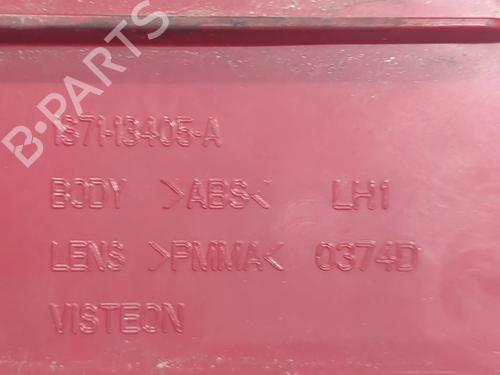 B-PARTS
1S71-13405-A
BODY >ABS< LH1
LENS >PMMA< 0374D
VISTEON